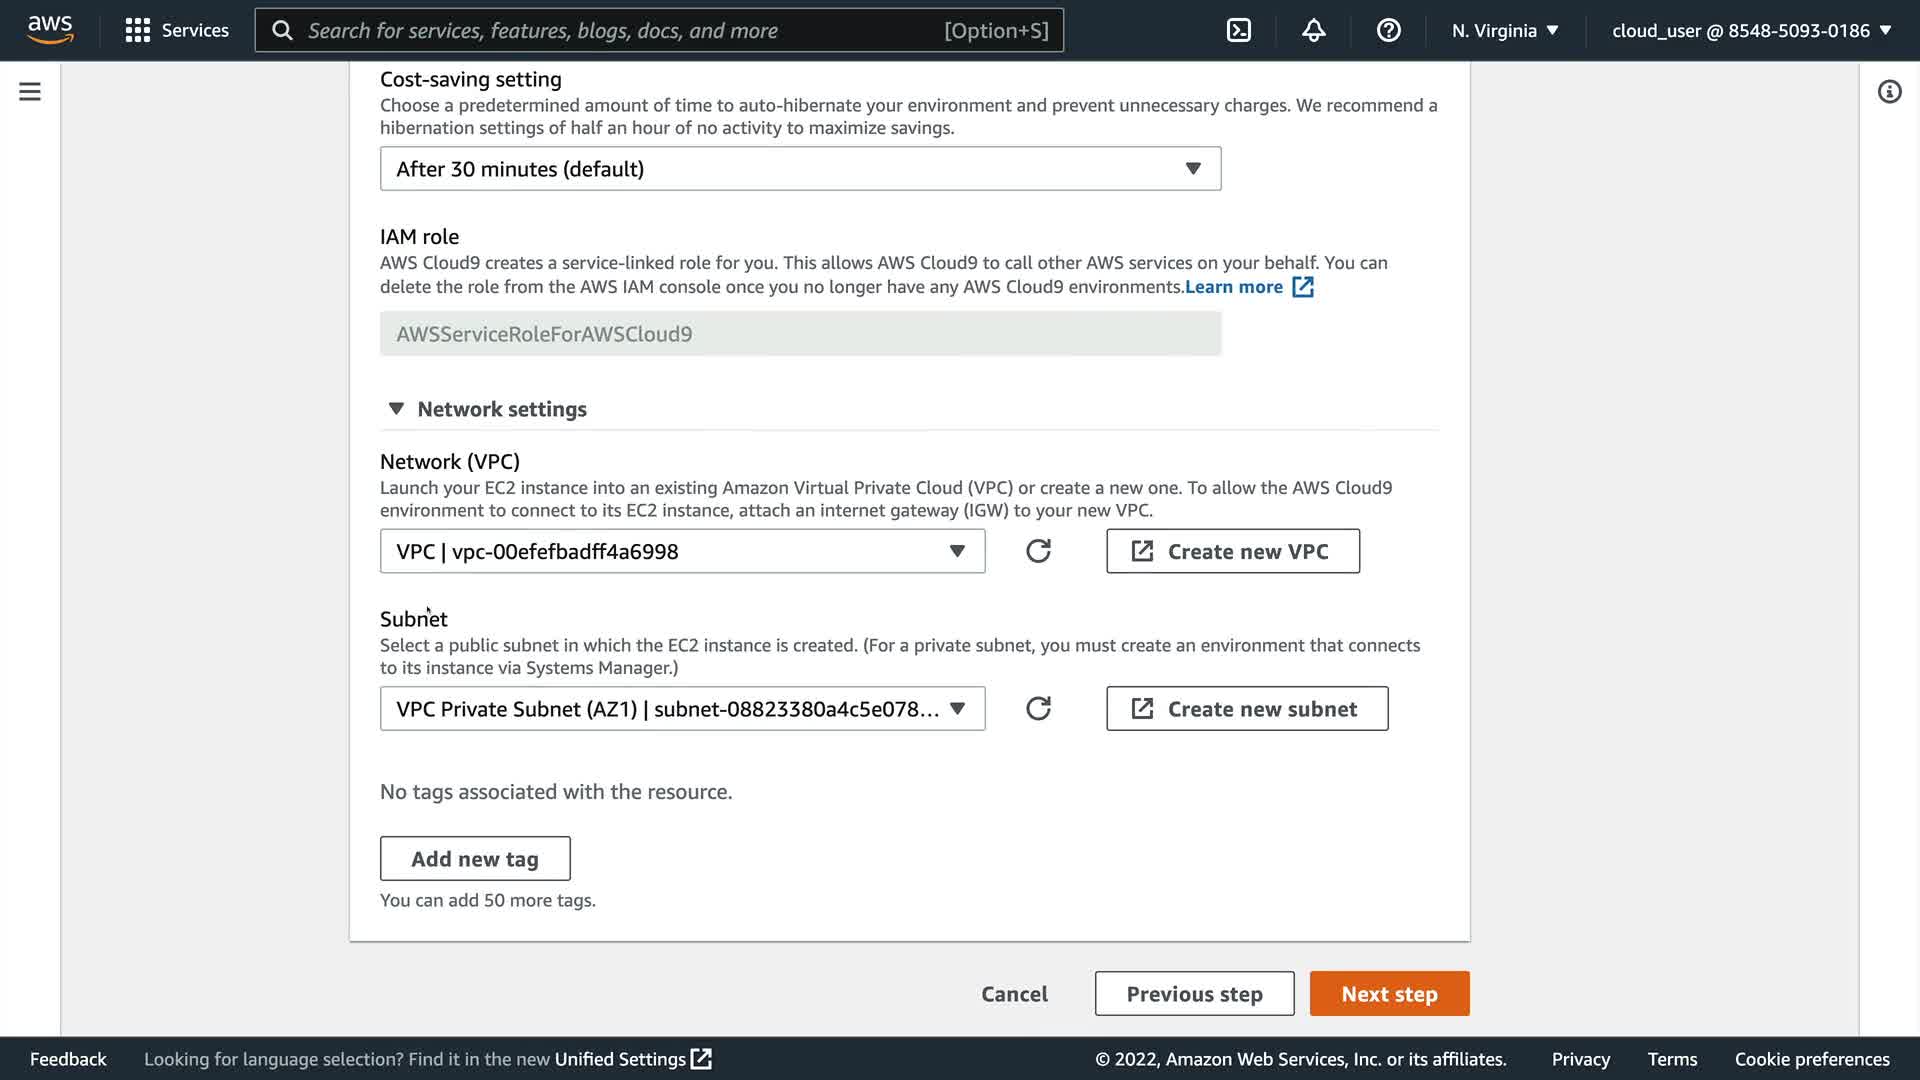 aws
Services
Search for services, features, blogs, docs, and more
[Option+S]
N. Virginia
cloud_user @ 8548-5093-0186
Cost-saving setting
Choose a predetermined amount of time to auto-hibernate your environment and prevent unnecessary charges. We recommend a
hibernation settings of half an hour of no activity to maximize savings.
After 30 minutes (default)
IAM role
AWS Cloud9 creates a service-linked role for you. This allows AWS Cloud9 to call other AWS services on your behalf. You can
delete the role from the AWS IAM console once you no longer have any AWS Cloud9 environments.Learn more
AWSServiceRoleForAWSCloud9
Network settings
Network (VPC)
Launch your EC2 instance into an existing Amazon Virtual Private Cloud (VPC) or create a new one. To allow the AWS Cloud9
environment to connect to its EC2 instance, attach an internet gateway (IGW) to your new VPC.
VPC | vpc-00efefbadff4a6998
Create new VPC
Subnet
Select a public subnet in which the EC2 instance is created. (For a private subnet, you must create an environment that connects
to its instance via Systems Manager.)
VPC Private Subnet (AZ1) | subnet-08823380a4c5e078...
Create new subnet
No tags associated with the resource.
Add new tag
You can add 50 more tags.
Cancel
Previous step
Next step
Feedback
Looking for language selection? Find it in the new Unified Settings
© 2022, Amazon Web Services, Inc. or its affiliates.
Privacy
Terms
Cookie preferences